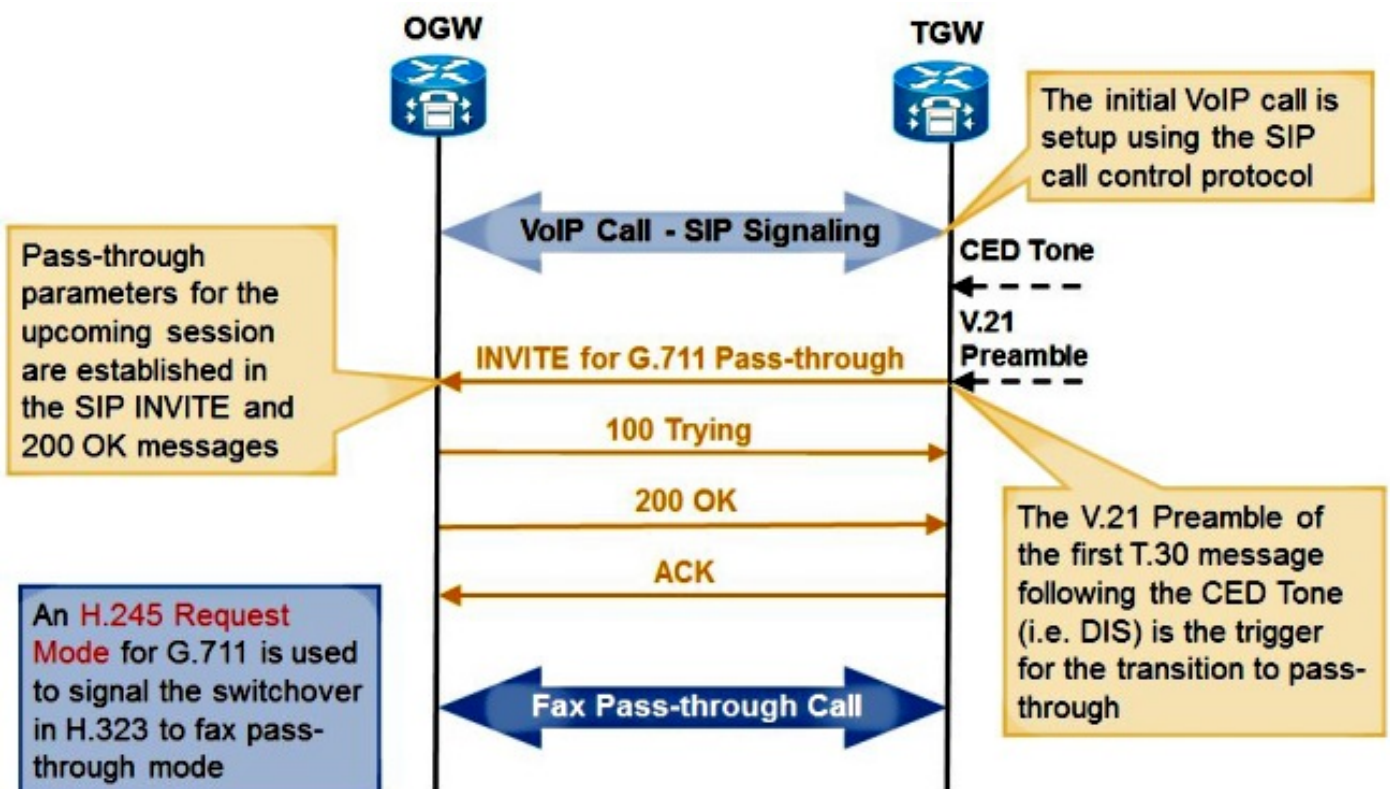 OGW
TGW
The initial VoIP call is
setup using the SIP
call control protocol
VoIP Call - SIP Signaling
CED Tone
V.21
Preamble
Pass-through
parameters for the
upcoming session
are established in
the SIP INVITE and
200 OK messages
INVITE for G.711 Pass-through
100 Trying
200 OK
ACK
The V.21 Preamble of
the first T.30 message
following the CED Tone
(i.e. DIS) is the trigger
for the transition to pass-
through
An H.245 Request
Mode for G.711 is used
to signal the switchover
in H.323 to fax pass-
through mode
Fax Pass-through Call